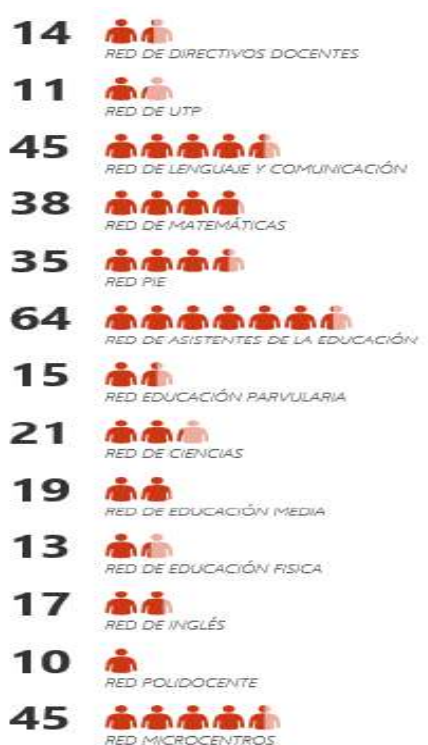 14
RED DE DIRECTIVOS DOCENTES
11
RED DE UTP
45
RED DE LENGUAJE Y COMUNICACIÓN
38
RED DE MATEMÁTICAS
35
RED PIE
64
RED DE ASISTENTES DE LA EDUCACIÓN
15
RED EDUCACIÓN PARVULARIA
21
RED DE CIENCIAS
19
RED DE EDUCACIÓN MEDIA
13
RED DE EDUCACIÓN FISICA
17
RED DE INGLÉS
10
RED POLIDOCENTE
45
RED MICROCENTROS